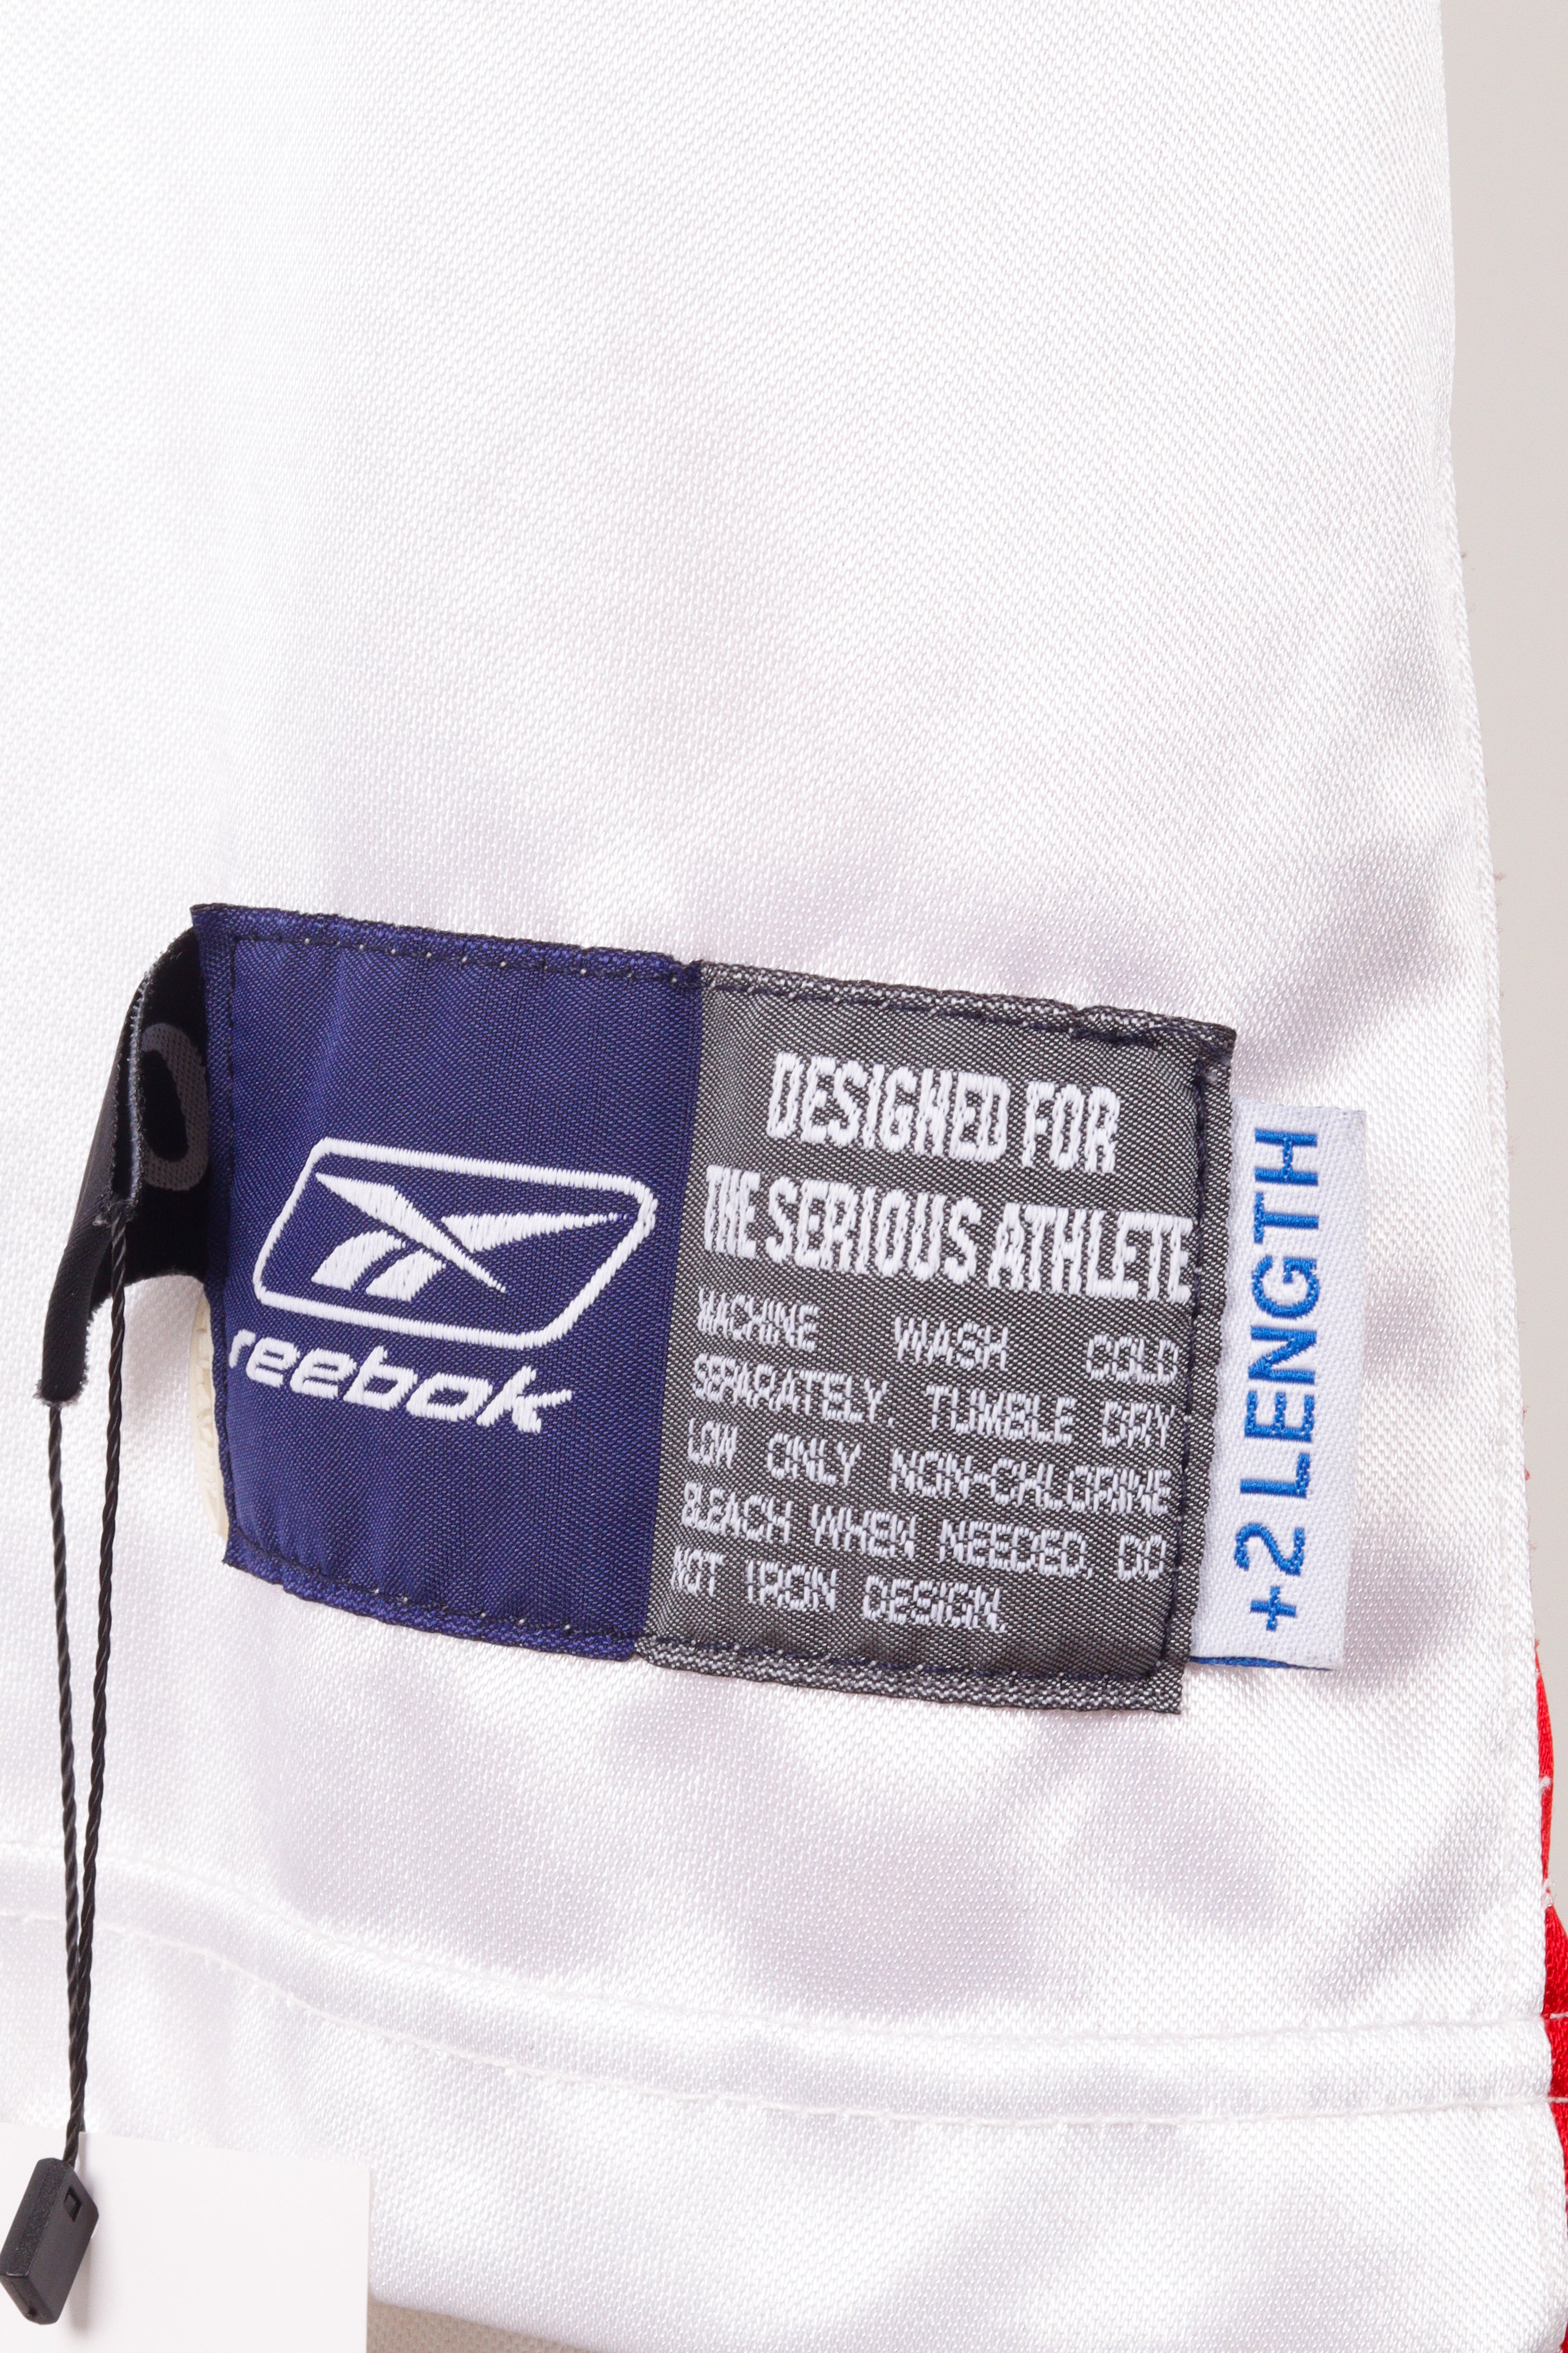 reebok
DESIGNED FOR
THE SERIOUS ATHLETE
MACHINE WASH COLD
SEPARATELY. TUMBLE DRY
LOW ONLY NON-CHLORINE
BLEACH WHEN NEEDED. DO
NOT IRON DESIGN.
+2 LENGTH